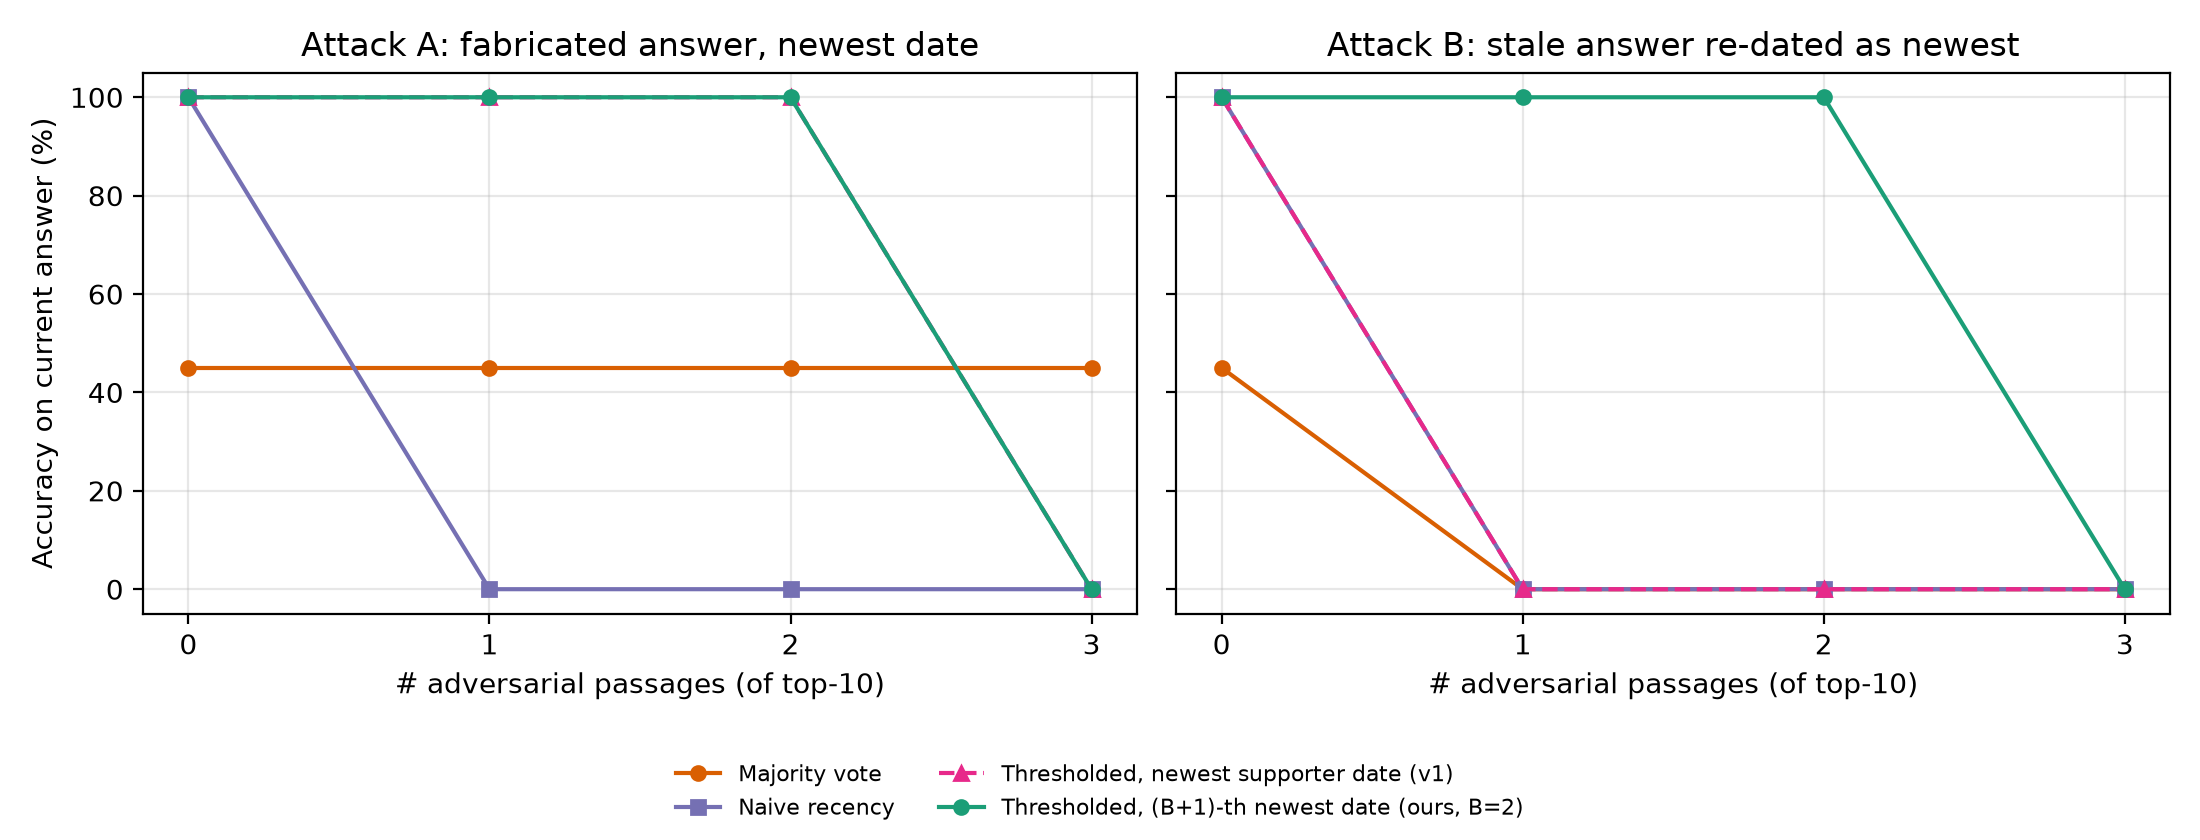 Attack A: fabricated answer, newest date
Attack B: stale answer re-dated as newest
Accuracy on current answer (%)
100
80
60
40
20
0
0 1 2 3
0 1 2 3
# adversarial passages (of top-10)
# adversarial passages (of top-10)
Majority vote
Naive recency
Thresholded, newest supporter date (v1)
Thresholded, (B+1)-th newest date (ours, B=2)